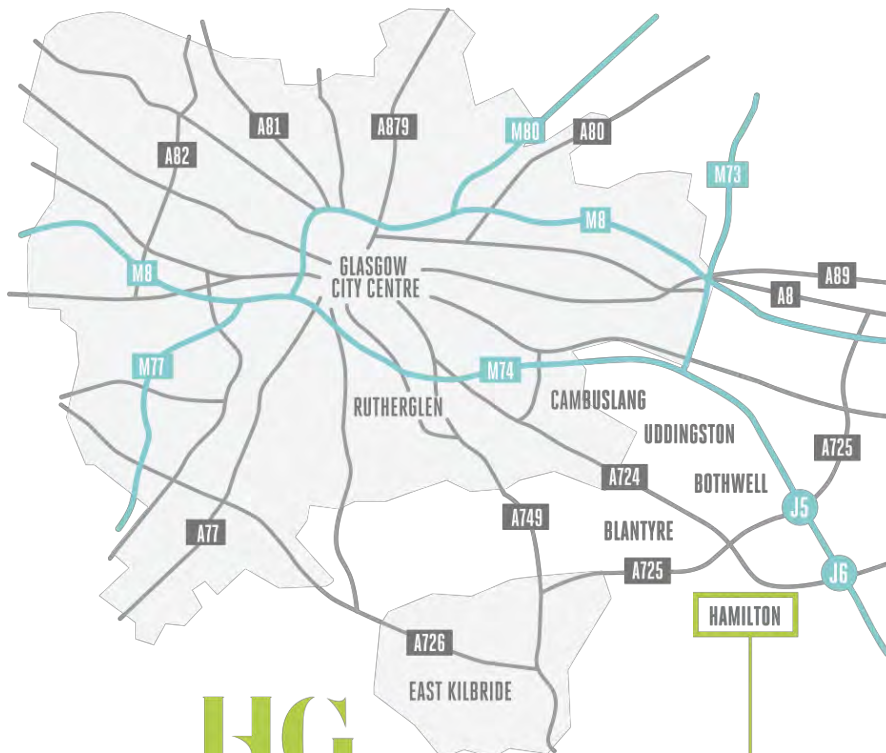 A81
A879
M80
A80
A82
M73
M8
GLASGOW
CITY CENTRE
M8
A89
A8
M77
M74
RUTHERGLEN
CAMBUSLANG
UDDINGSTON
A725
A724
BOTHWELL
J5
A77
A749
BLANTYRE
A725
J6
HAMILTON
A726
EAST KILBRIDE
HG